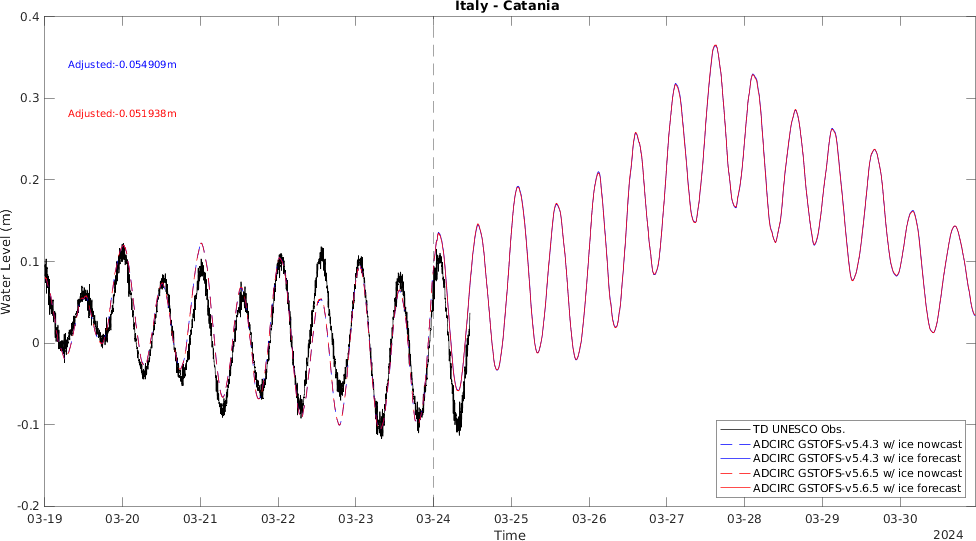 Italy - Catania
Water Level (m)
0.4
0.3
0.2
0.1
0
-0.1
-0.2
Adjusted:-0.054909m
Adjusted:-0.051938m
TD UNESCO Obs.
ADCIRC GSTOFS-v5.4.3 w/ ice nowcast
ADCIRC GSTOFS-v5.4.3 w/ ice forecast
ADCIRC GSTOFS-v5.6.5 w/ ice nowcast
ADCIRC GSTOFS-v5.6.5 w/ ice forecast
03-19 03-20 03-21 03-22 03-23 03-24 03-25 03-26 03-27 03-28 03-29 03-30
Time
2024